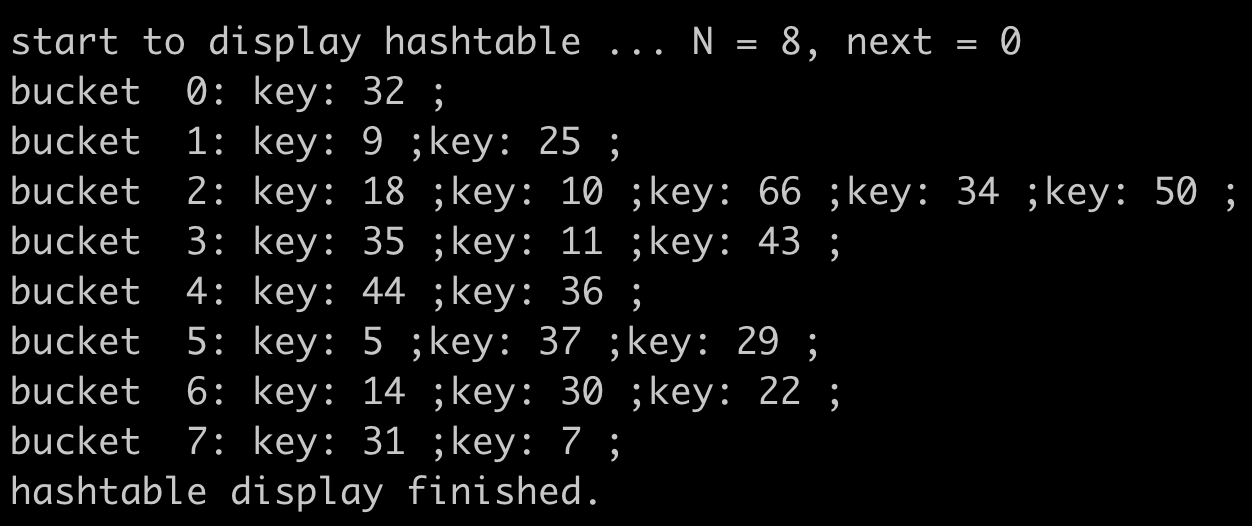 start to display hashtable ... N = 8, next = 0
bucket  0: key: 32 ;
bucket  1: key: 9 ;key: 25 ;
bucket  2: key: 18 ;key: 10 ;key: 66 ;key: 34 ;key: 50 ;
bucket  3: key: 35 ;key: 11 ;key: 43 ;
bucket  4: key: 44 ;key: 36 ;
bucket  5: key: 5 ;key: 37 ;key: 29 ;
bucket  6: key: 14 ;key: 30 ;key: 22 ;
bucket  7: key: 31 ;key: 7 ;
hashtable display finished.